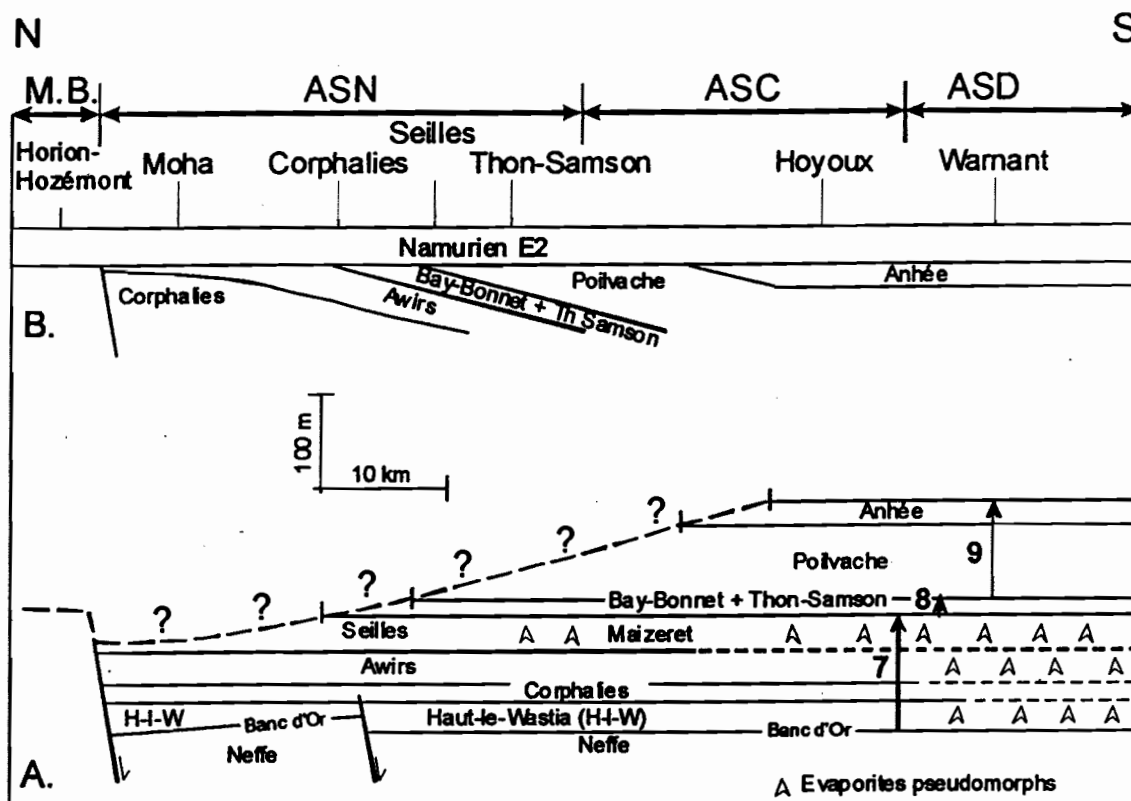 N
S
M.B.
ASN
ASC
ASD
Seilles
Horion-
Hozémont
Moha
Corphalies
Thon-Samson
Hoyoux
Warnant
Namurien E2
Corphalies
Awirs
Bay-Bonnet + Th Samson
Poilvache
Anhée
B.
100 m
10 km
?
?
?
?
?
?
Anhée
9
Poilvache
Bay-Bonnet + Thon-Samson
8
Seilles
Maizeret
7
Awirs
Corphalies
H-I-W
Banc d'Or
Haut-le-Wastia (H-I-W)
Banc d'Or
Neffe
Neffe
A.
Evaporites pseudomorphs